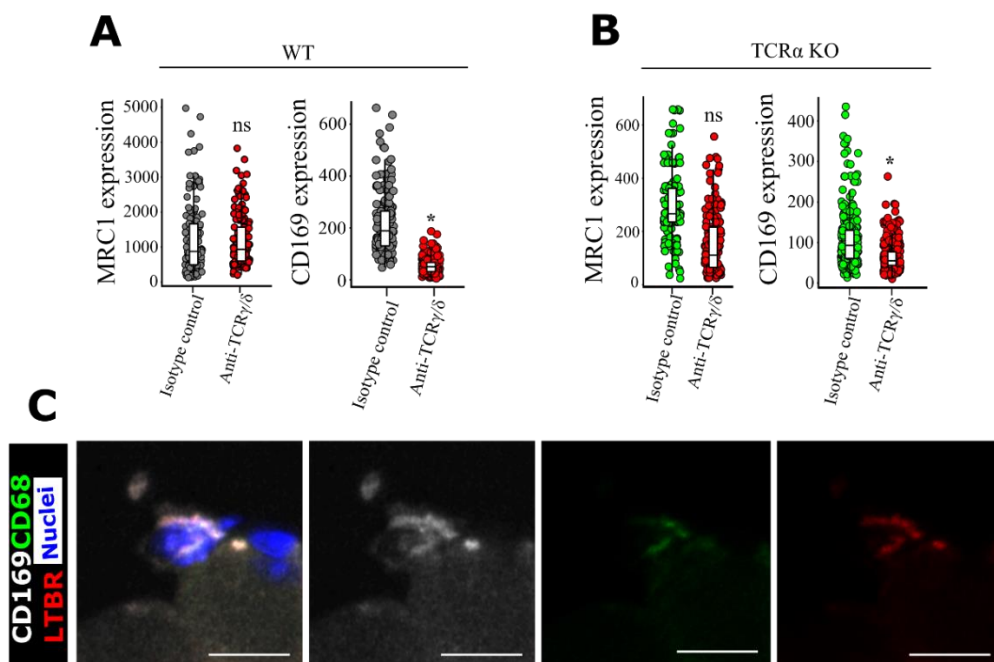 A
WT
MRC1 expression
5000
4000
3000
2000
1000
0
ns
Isotype control
Anti-TCRγ/δ
CD169 expression
600
400
200
0
*
Isotype control
Anti-TCRγ/δ
B
TCRα KO
MRC1 expression
600
400
200
0
ns
Isotype control
Anti-TCRγ/δ
CD169 expression
400
300
200
100
0
*
Isotype control
Anti-TCRγ/δ
C
CD169 CD68
LTBR Nuclei